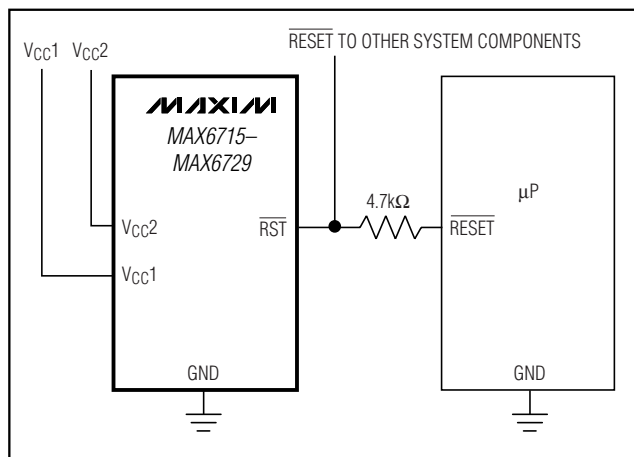 VCC1 VCC2
RESET TO OTHER SYSTEM COMPONENTS
MAXIM
MAX6715–
MAX6729
VCC2
VCC1
RST
GND
4.7kΩ
RESET
μP
GND